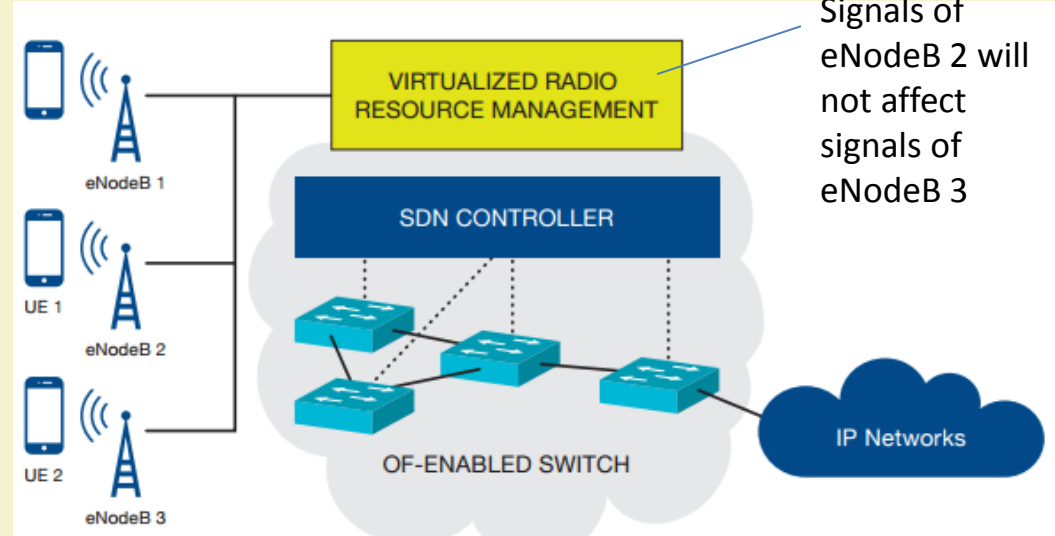 Signals of
eNodeB 2 will
not affect
signals of
eNodeB 3
VIRTUALIZED RADIO
RESOURCE MANAGEMENT
eNodeB 1
SDN CONTROLLER
UE 1
eNodeB 2
UE 2
eNodeB 3
OF-ENABLED SWITCH
IP Networks